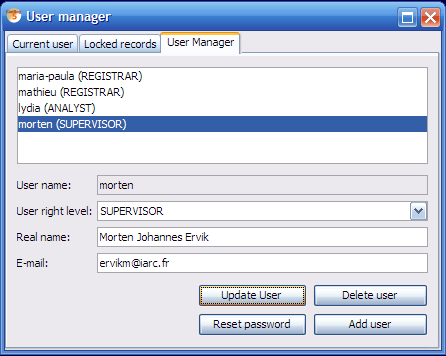 User manager
Current user Locked records User Manager
maria-paula (REGISTRAR)
mathieu (REGISTRAR)
lydia (ANALYST)
morten (SUPERVISOR)
User name: morten
User right level: SUPERVISOR
Real name: Morten Johannes Ervik
E-mail: ervikm@iarc.fr
Update User Delete user
Reset password Add user